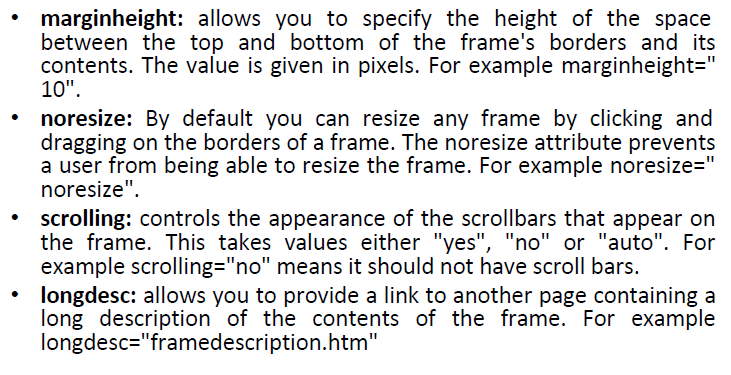 • marginheight: allows you to specify the height of the space
between the top and bottom of the frame's borders and its
contents. The value is given in pixels. For example marginheight="
10".
• noresize: By default you can resize any frame by clicking and
dragging on the borders of a frame. The noresize attribute prevents
a user from being able to resize the frame. For example noresize="
noresize".
• scrolling: controls the appearance of the scrollbars that appear on
the frame. This takes values either "yes", "no" or "auto". For
example scrolling="no" means it should not have scroll bars.
• longdesc: allows you to provide a link to another page containing a
long description of the contents of the frame. For example
longdesc="framedescription.htm"